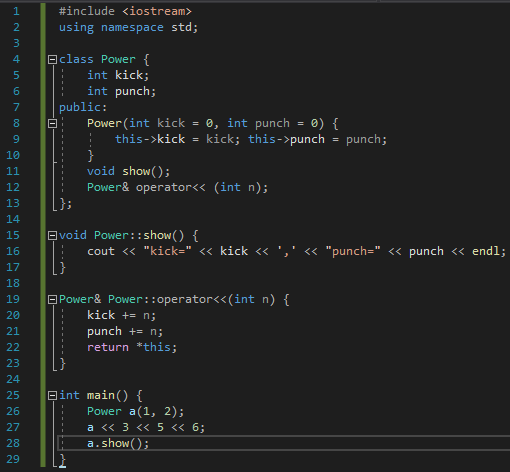 1 #include <iostream>
2 using namespace std;
3
4 class Power {
5     int kick;
6     int punch;
7 public:
8     Power(int kick = 0, int punch = 0) {
9         this->kick = kick; this->punch = punch;
10     }
11     void show();
12     Power& operator<< (int n);
13 };
14
15 void Power::show() {
16     cout << "kick=" << kick << ',' << "punch=" << punch << endl;
17 }
18
19 Power& Power::operator<<(int n) {
20     kick += n;
21     punch += n;
22     return *this;
23 }
24
25 int main() {
26     Power a(1, 2);
27     a << 3 << 5 << 6;
28     a.show();
29 }